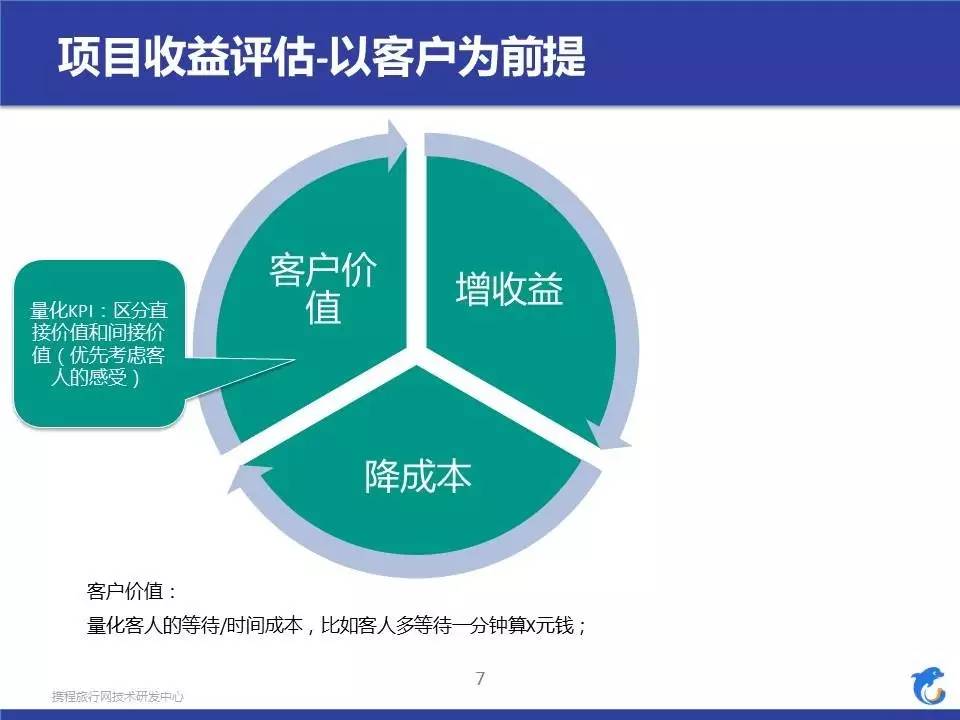 项目收益评估-以客户为前提
客户价
值
增收益
量化KPI：区分直
接价值和间接价
值（优先考虑客
人的感受）
降成本
客户价值：
量化客人的等待/时间成本，比如客人多等待一分钟算X元钱；
7
携程旅行网技术研发中心